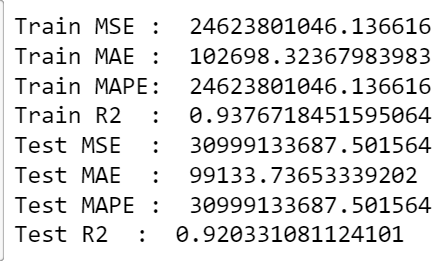 Train MSE :  24623801046.136616
Train MAE :  102698.32367983983
Train MAPE:  24623801046.136616
Train R2  :  0.9376718451595064
Test MSE  :  30999133687.501564
Test MAE  :  99133.73653339202
Test MAPE :  30999133687.501564
Test R2  :  0.920331081124101